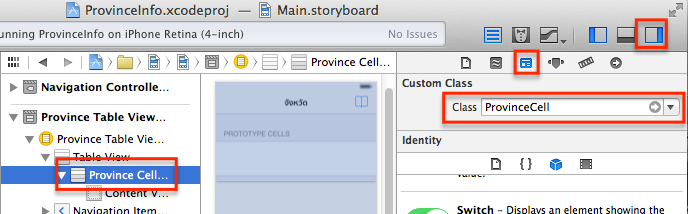 ProvinceInfo.xcodeproj — Main.storyboard
unning ProvinceInfo on iPhone Retina (4-inch)
No Issues
Province Cell...
Navigation Controlle...
Province Table View...
Province Table Vie...
Table View
Province Cell...
Content V...
Navigation Item...
จังหวัด
PROTOTYPE CELLS
Custom Class
Class ProvinceCell
Identity
{ }
value.
Switch - Displays an element showing the